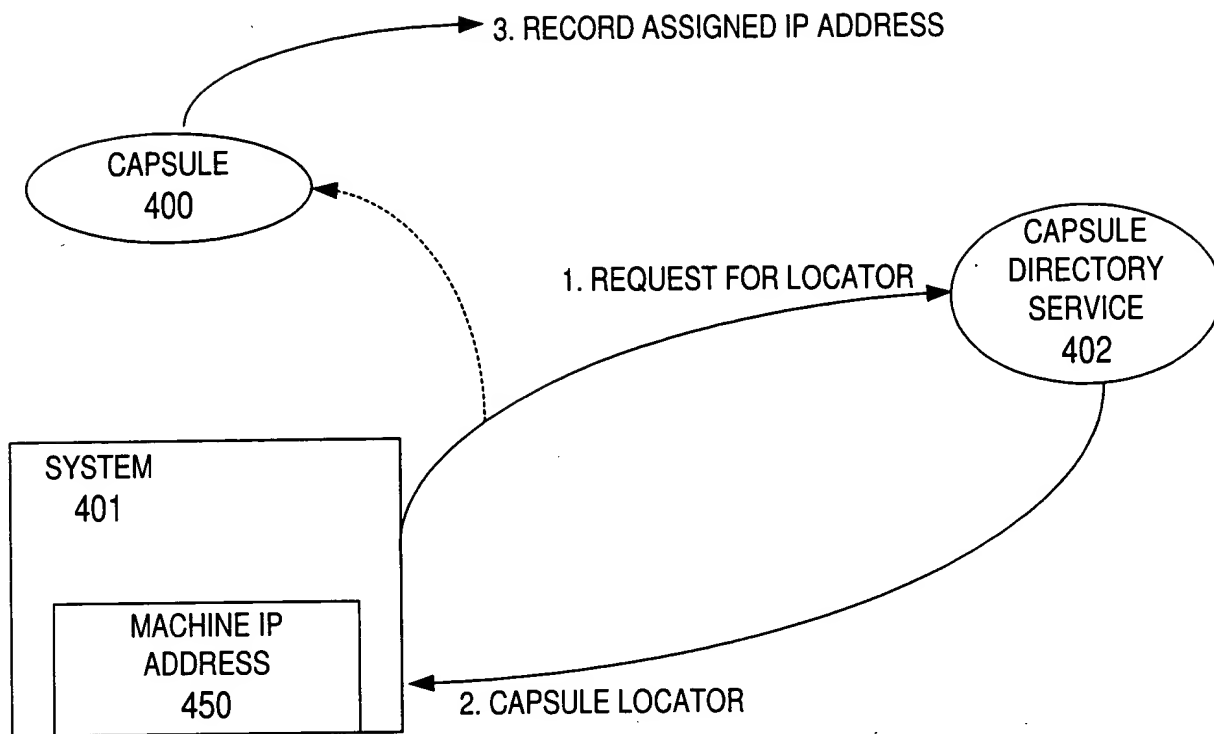 3. RECORD ASSIGNED IP ADDRESS
CAPSULE
400
CAPSULE
DIRECTORY
SERVICE
402
1. REQUEST FOR LOCATOR
SYSTEM
401
MACHINE IP
ADDRESS
450
2. CAPSULE LOCATOR